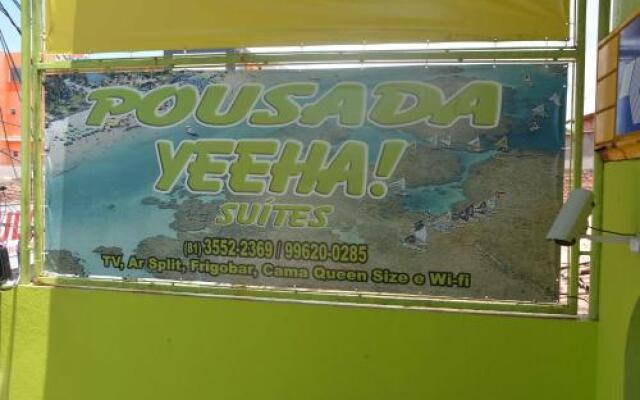 POUSADA
YEEHA!
SUÍTES
(81) 3552-2369 / 99620-0285
TV, Ar Split, Frigobar, Cama Queen Size e Wi-fi